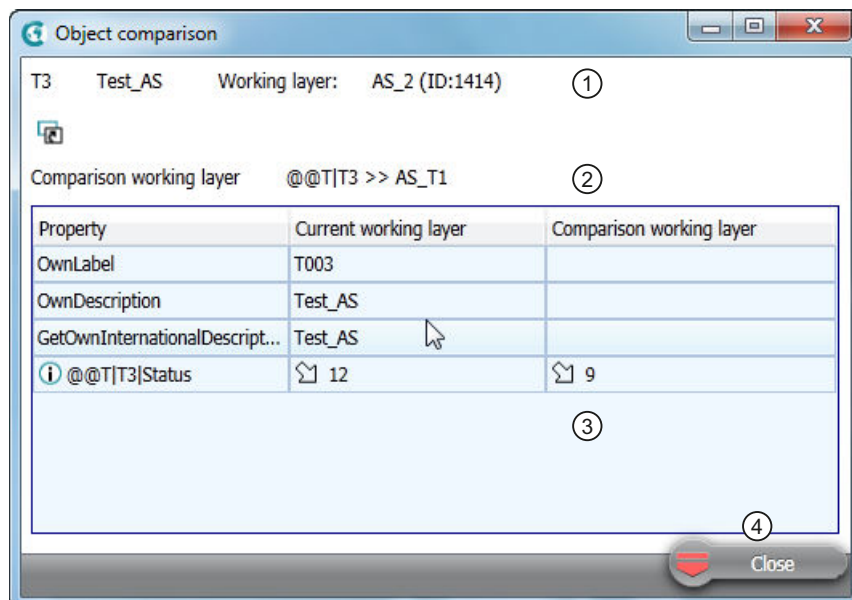 Object comparison
T3 Test_AS Working layer: AS_2 (ID:1414) ①
Comparison working layer @@T|T3 >> AS_T1 ②
Property Current working layer Comparison working layer
OwnLabel T003
OwnDescription Test_AS
GetOwnInternationalDescript... Test_AS
@@T|T3|Status 12 9
③
④
Close